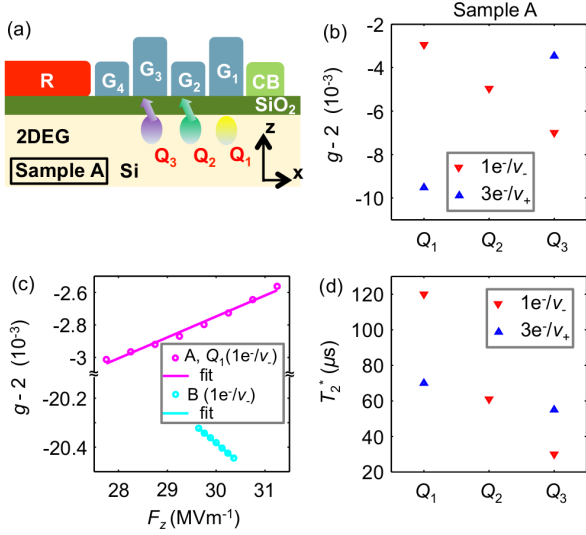 (a)
R
G4
G3
G2
G1
CB
SiO2
2DEG
Q3
Q2
Q1
Sample A
Si
z
x
(b)
Sample A
g - 2 (10⁻³)
-2
-4
-6
-8
-10
1e⁻/v₋
3e⁻/v₊
Q1
Q2
Q3
(c)
g - 2 (10⁻³)
-2.6
-2.8
-3
-20.2
-20.4
A, Q1(1e⁻/v₋)
fit
B (1e⁻/v₋)
fit
28
29
30
31
Fz (MVm⁻¹)
(d)
T2* (µs)
120
100
80
60
40
20
1e⁻/v₋
3e⁻/v₊
Q1
Q2
Q3